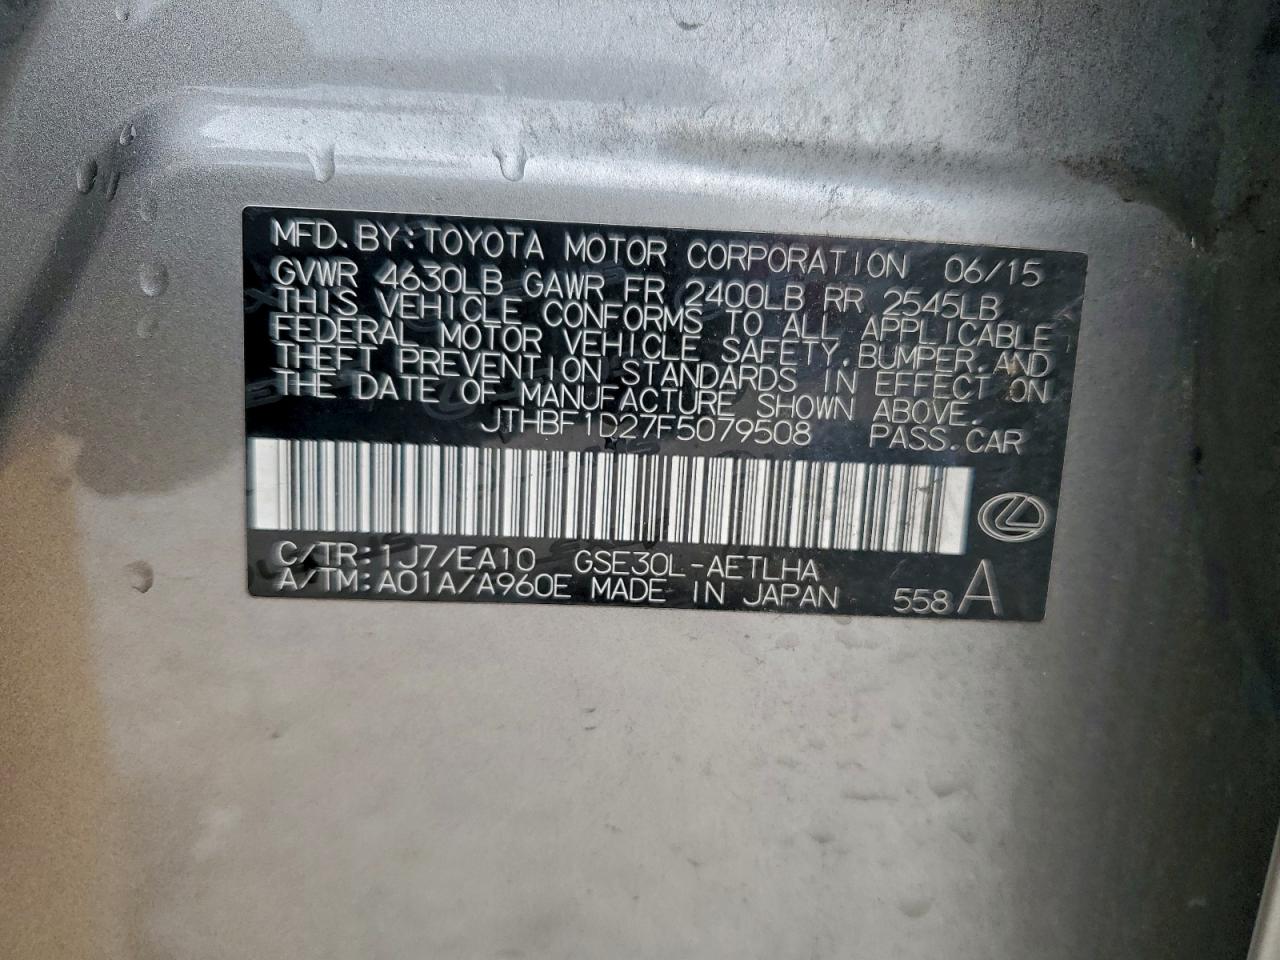 MFD. BY: TOYOTA MOTOR CORPORATION 06/15
GVWR 4630LB GAWR FR 2400LB RR 2545LB
THIS VEHICLE CONFORMS TO ALL APPLICABLE
FEDERAL MOTOR VEHICLE SAFETY, BUMPER, AND
THEFT PREVENTION STANDARDS IN EFFECT ON
THE DATE OF MANUFACTURE SHOWN ABOVE.
JTHBF1D27F5079508 PASS. CAR
C/TR: 1J7/EA10 GSE30L-AETLHA
A/TM: A01A/A960E MADE IN JAPAN 558 A